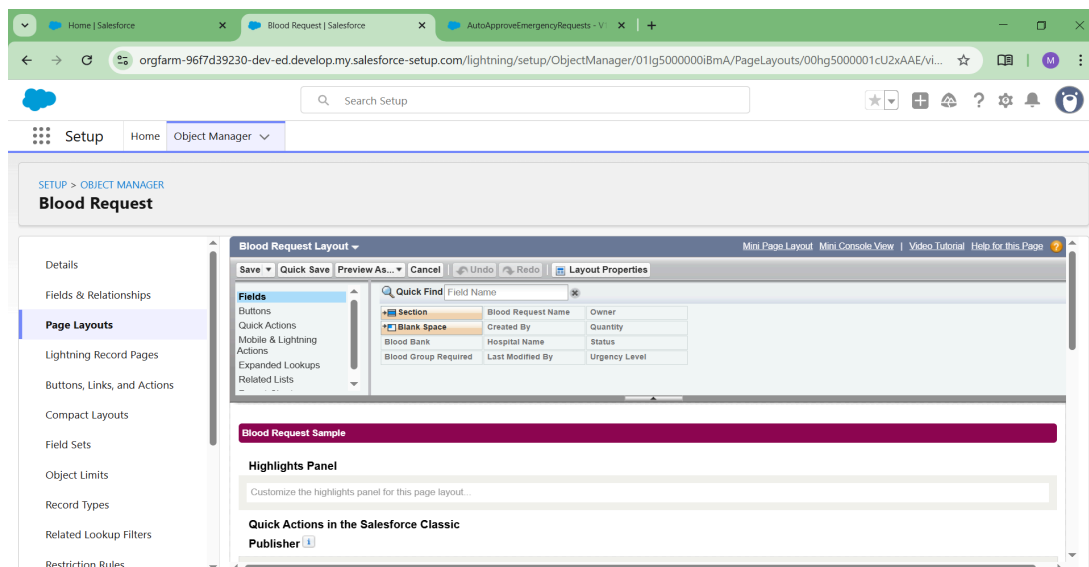 Home | Salesforce
Blood Request | Salesforce
AutoApproveEmergencyRequests - V
orgfarm-96f7d39230-dev-ed.develop.my.salesforce-setup.com/lightning/setup/ObjectManager/01Ig5000000iBmA/PageLayouts/00hg5000001cU2xAAE/vi...
M
Search Setup
Setup Home Object Manager
SETUP > OBJECT MANAGER
Blood Request
Details
Fields & Relationships
Page Layouts
Lightning Record Pages
Buttons, Links, and Actions
Compact Layouts
Field Sets
Object Limits
Record Types
Related Lookup Filters
Restriction Rules
Blood Request Layout Mini Page Layout Mini Console View | Video Tutorial Help for this Page
Save Quick Save Preview As... Cancel Undo Redo Layout Properties
Fields
Buttons
Quick Actions
Mobile & Lightning
Actions
Expanded Lookups
Related Lists
Quick Find Field Name
Section Blood Request Name Owner
Blank Space Created By Quantity
Blood Bank Hospital Name Status
Blood Group Required Last Modified By Urgency Level
Blood Request Sample
Highlights Panel
Customize the highlights panel for this page layout...
Quick Actions in the Salesforce Classic
Publisher